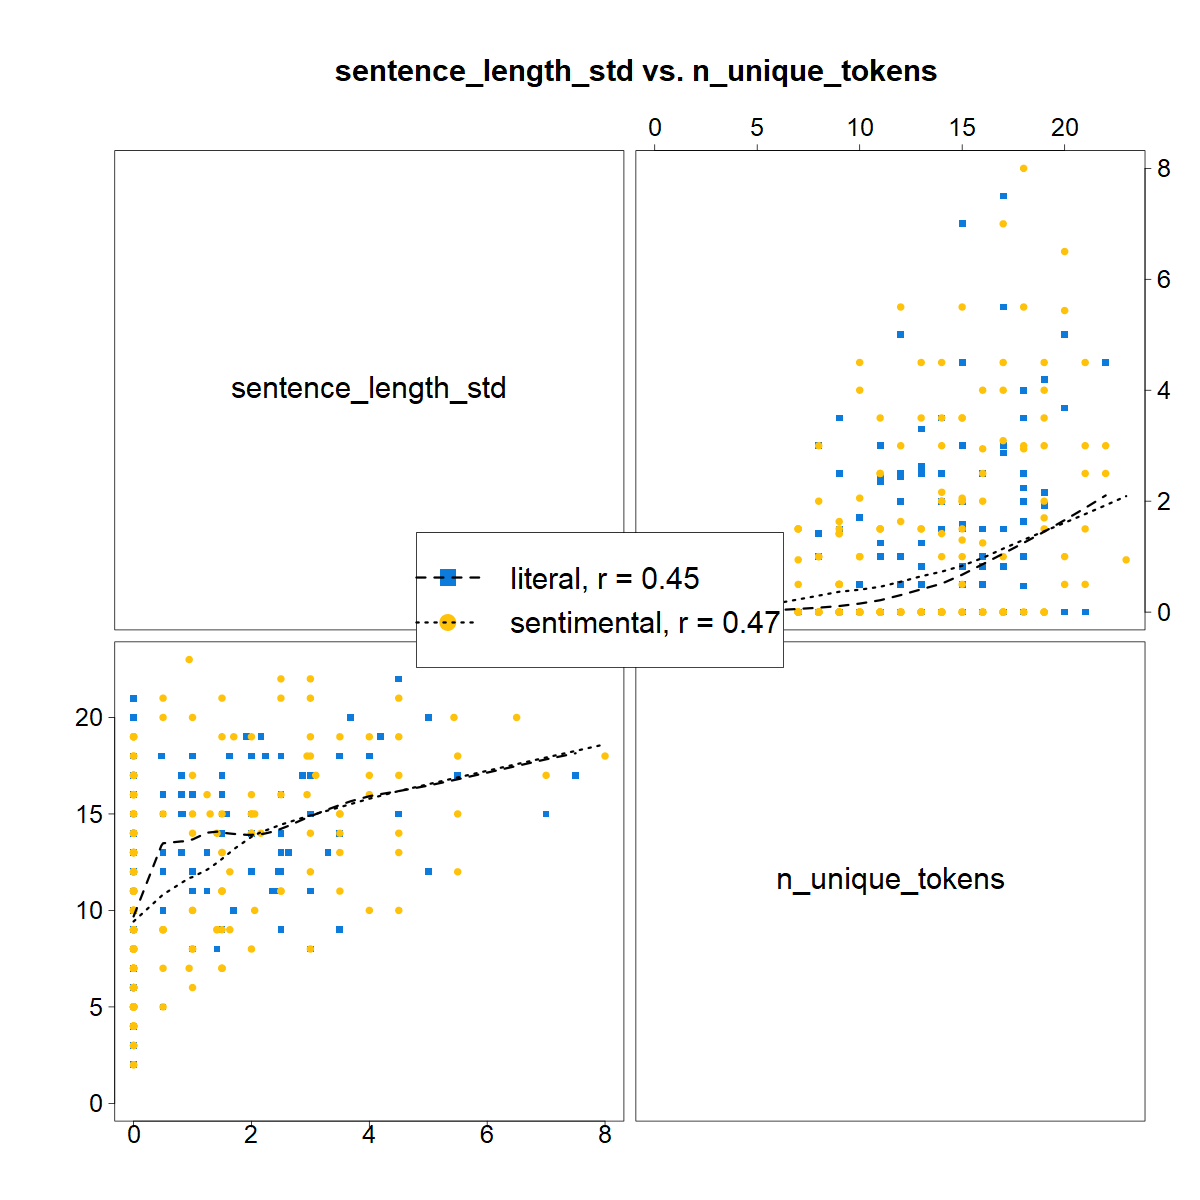 sentence_length_std vs. n_unique_tokens
0 5 10 15 20
8
6
sentence_length_std
4
2
literal, r = 0.45
sentimental, r = 0.47
0
20
15
n_unique_tokens
10
5
0
0 2 4 6 8